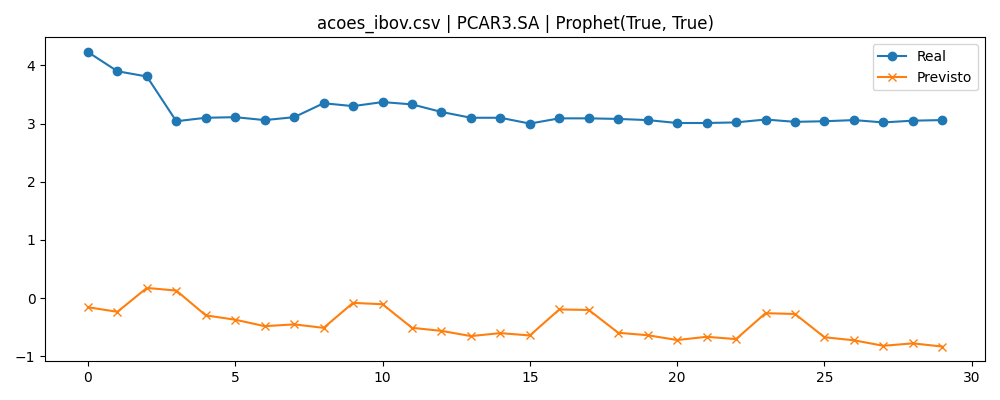 acoes_ibov.csv | PCAR3.SA | Prophet(True, True)
Real
Previsto
4
3
2
1
0
−1
0 5 10 15 20 25 30